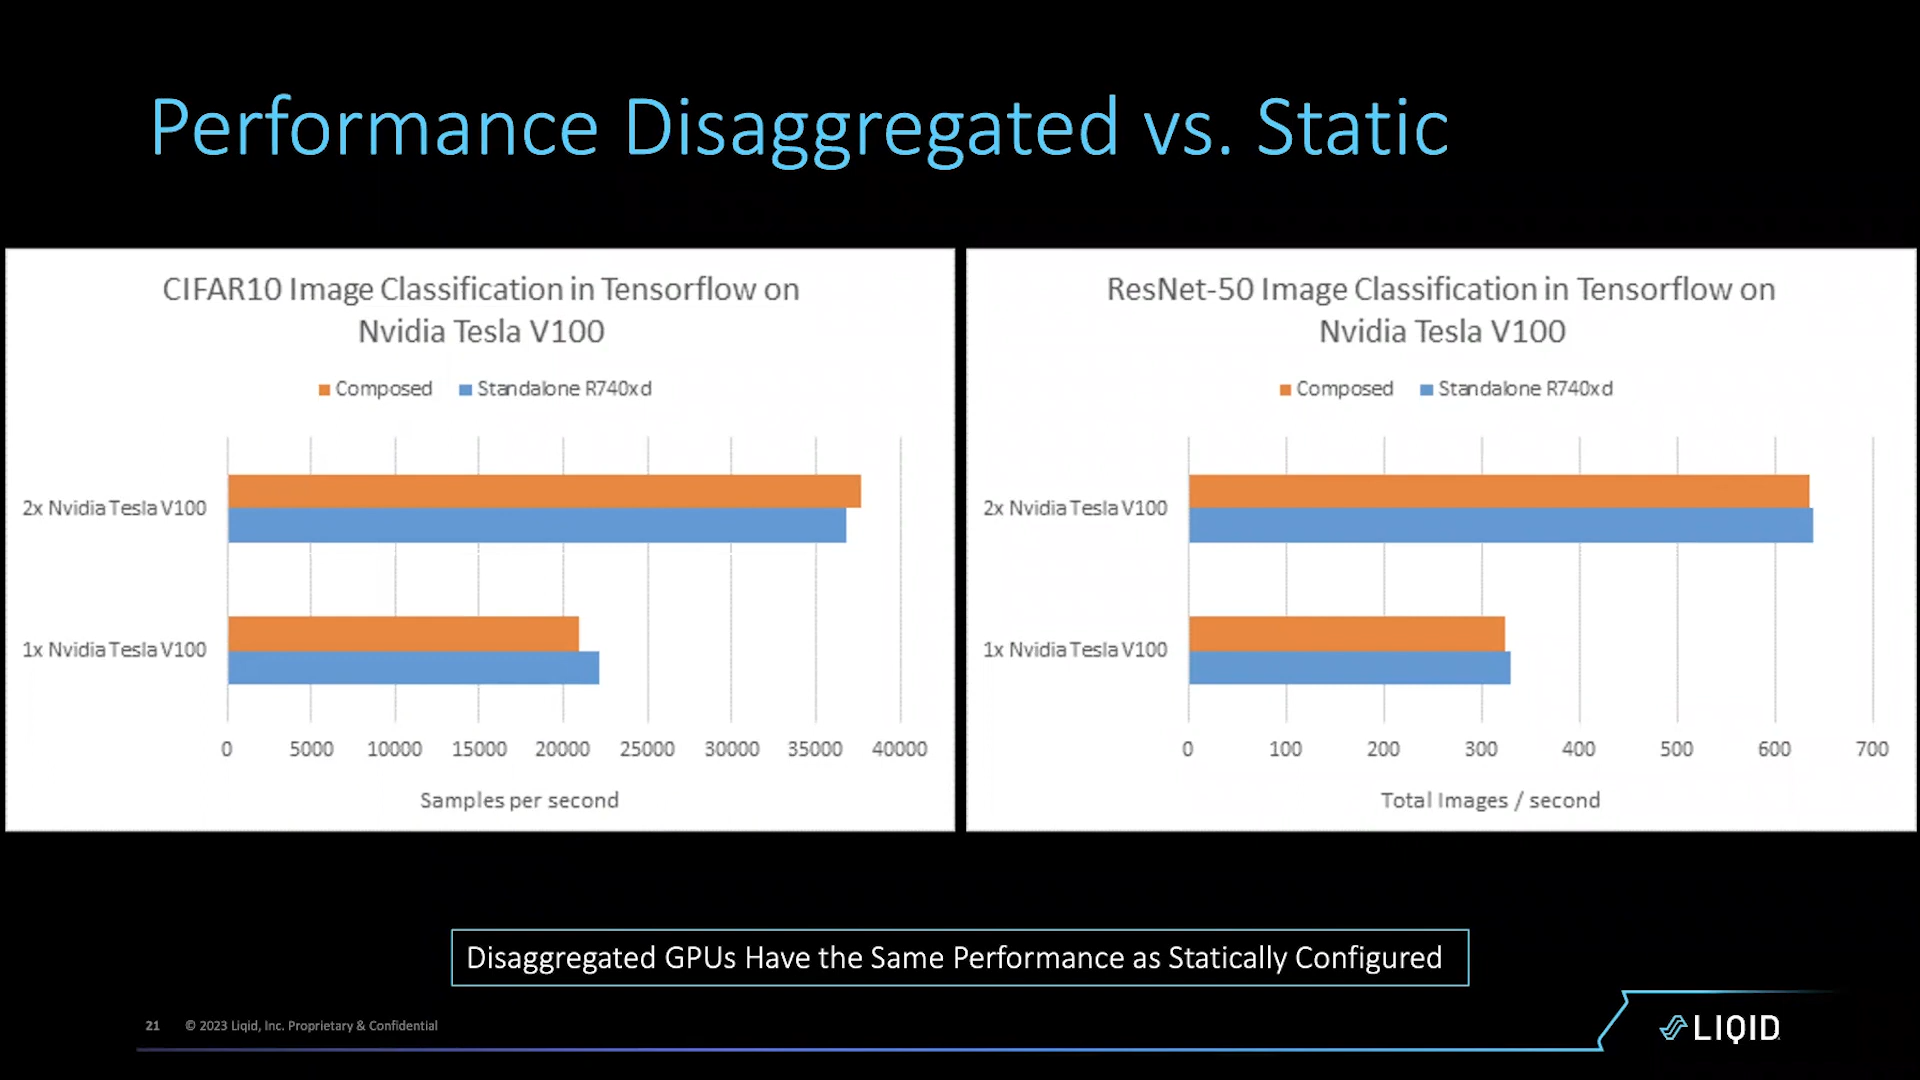 Performance Disaggregated vs. Static
CIFAR10 Image Classification in Tensorflow on
Nvidia Tesla V100
Composed Standalone R740xd
2x Nvidia Tesla V100
1x Nvidia Tesla V100
0 5000 10000 15000 20000 25000 30000 35000 40000
Samples per second
ResNet-50 Image Classification in Tensorflow on
Nvidia Tesla V100
Composed Standalone R740xd
2x Nvidia Tesla V100
1x Nvidia Tesla V100
0 100 200 300 400 500 600 700
Total Images / second
Disaggregated GPUs Have the Same Performance as Statically Configured
21 © 2023 Liqid, Inc. Proprietary & Confidential
LIQID